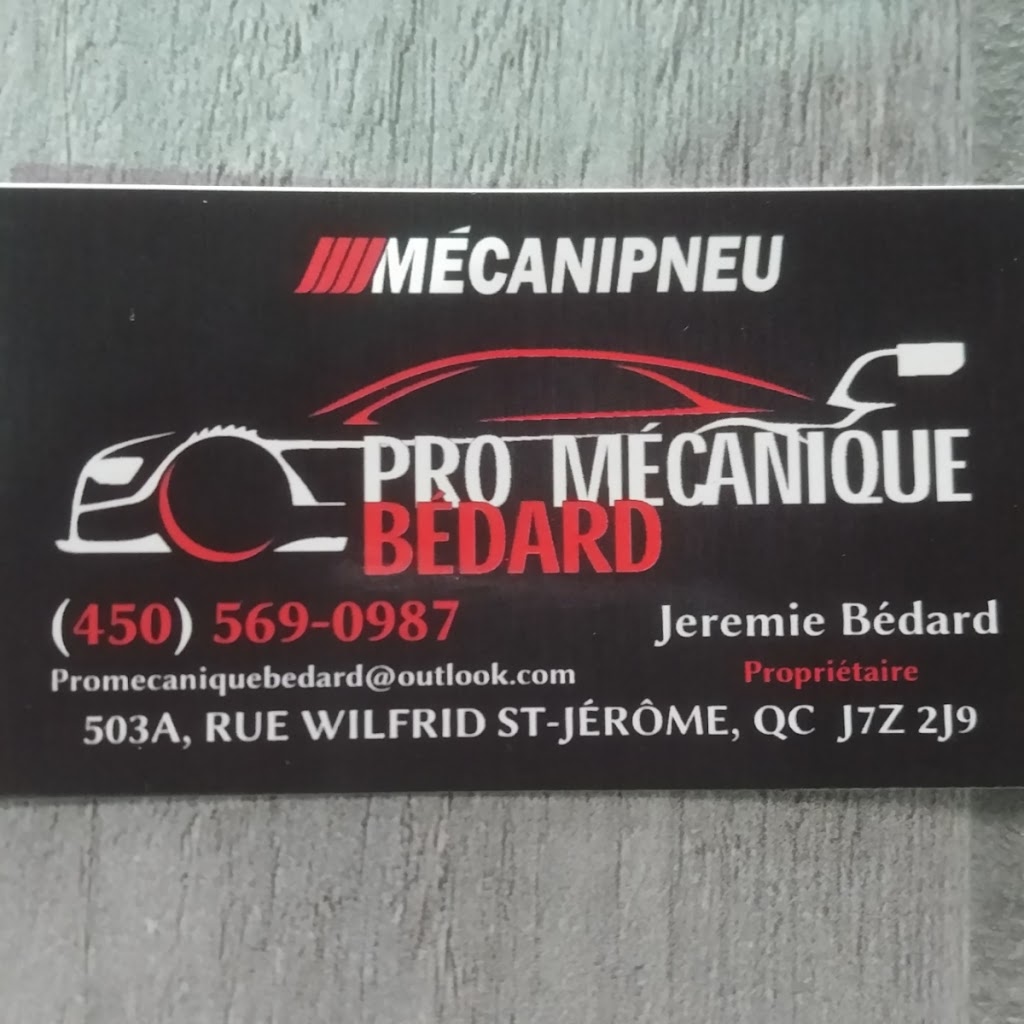 MÉCANIPNEU
PRO MÉCANIQUE
BÉDARD
(450) 569-0987
Jeremie Bédard
Promecaniquebedard@outlook.com
Propriétaire
503A, RUE WILFRID ST-JÉRÔME, QC J7Z 2J9